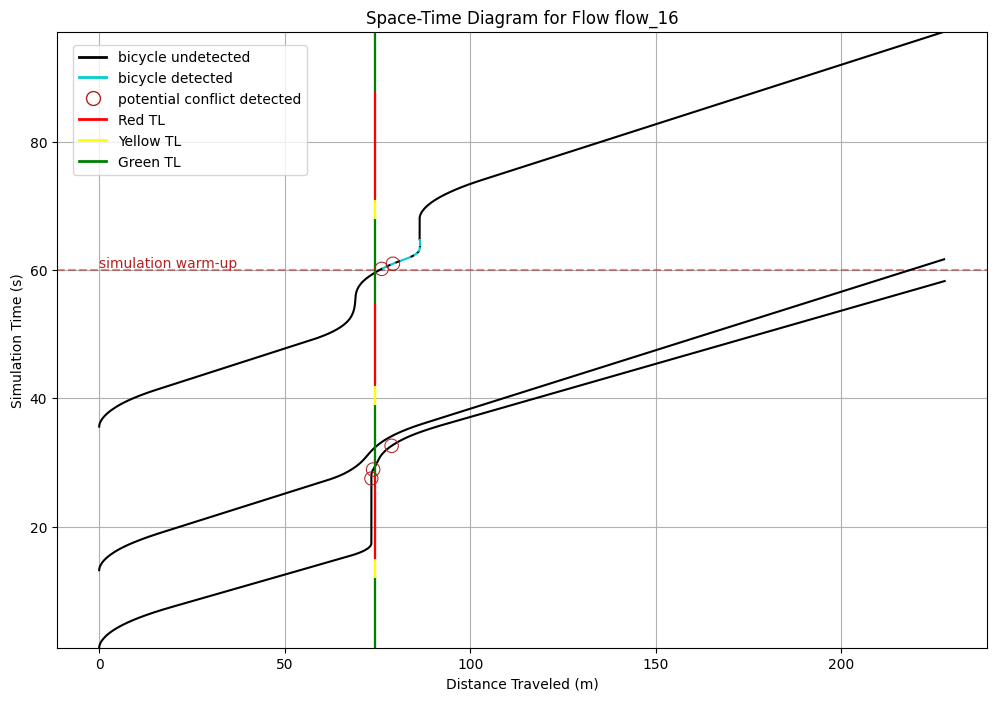 Space-Time Diagram for Flow flow_16
bicycle undetected
bicycle detected
potential conflict detected
Red TL
Yellow TL
Green TL
simulation warm-up
Simulation Time (s)
80
60
40
20
0
50
100
150
200
Distance Traveled (m)